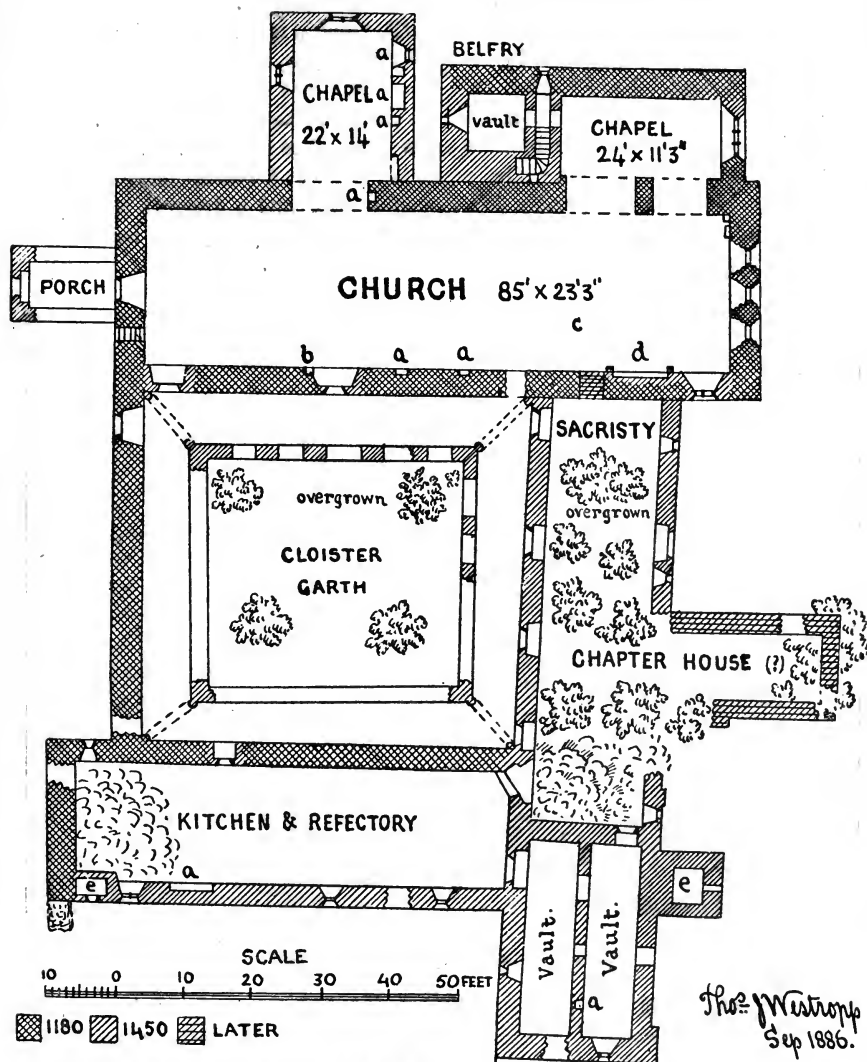 BELFRY
a
CHAPEL
a
22' x 14'
a
vault
CHAPEL
24' x 11'3"
a
PORCH
CHURCH 85' x 23'3"
c
b
a
a
d
SACRISTY
overgrown
overgrown
CLOISTER
GARTH
CHAPTER HOUSE (?)
KITCHEN & REFECTORY
a
e
e
Vault.
Vault.
a
SCALE
10 0 10 20 30 40 50 FEET
1180 1450 LATER
Thos. J Westropp
Sep 1886.